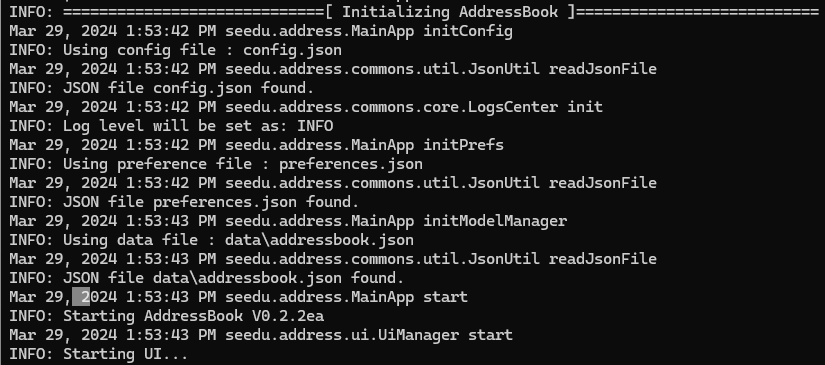 INFO: =============================[ Initializing AddressBook ]===========================
Mar 29, 2024 1:53:42 PM seedu.address.MainApp initConfig
INFO: Using config file : config.json
Mar 29, 2024 1:53:42 PM seedu.address.commons.util.JsonUtil readJsonFile
INFO: JSON file config.json found.
Mar 29, 2024 1:53:42 PM seedu.address.commons.core.LogsCenter init
INFO: Log level will be set as: INFO
Mar 29, 2024 1:53:42 PM seedu.address.MainApp initPrefs
INFO: Using preference file : preferences.json
Mar 29, 2024 1:53:42 PM seedu.address.commons.util.JsonUtil readJsonFile
INFO: JSON file preferences.json found.
Mar 29, 2024 1:53:43 PM seedu.address.MainApp initModelManager
INFO: Using data file : data\addressbook.json
Mar 29, 2024 1:53:43 PM seedu.address.commons.util.JsonUtil readJsonFile
INFO: JSON file data\addressbook.json found.
Mar 29, 2024 1:53:43 PM seedu.address.MainApp start
INFO: Starting AddressBook V0.2.2ea
Mar 29, 2024 1:53:43 PM seedu.address.ui.UiManager start
INFO: Starting UI...